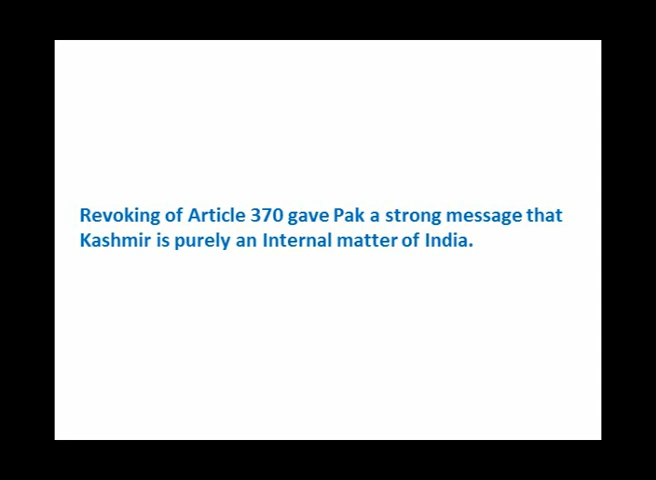 Revoking of Article 370 gave Pak a strong message that
Kashmir is purely an Internal matter of India.